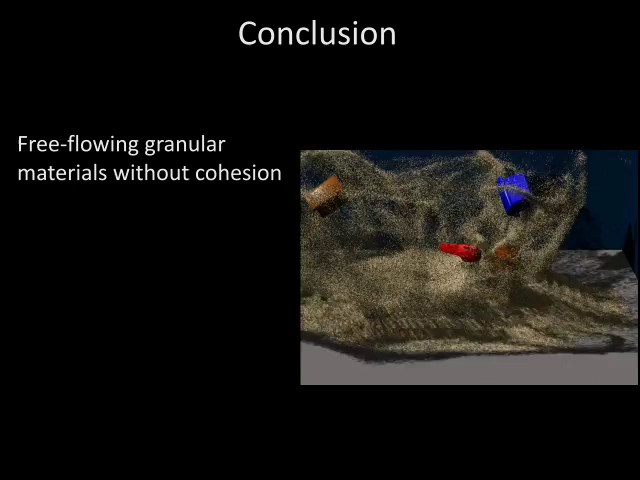 Conclusion
Free-flowing granular
materials without cohesion